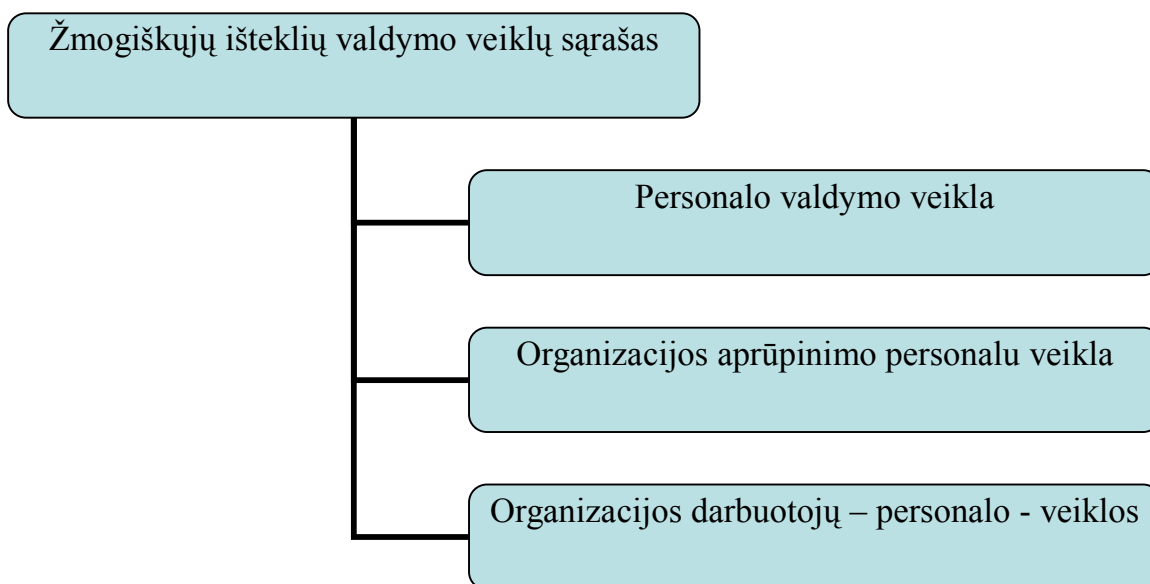 Žmogiškųjų išteklių valdymo veiklų sąrašas
Personalo valdymo veikla
Organizacijos aprūpinimo personalu veikla
Organizacijos darbuotojų – personalo - veiklos